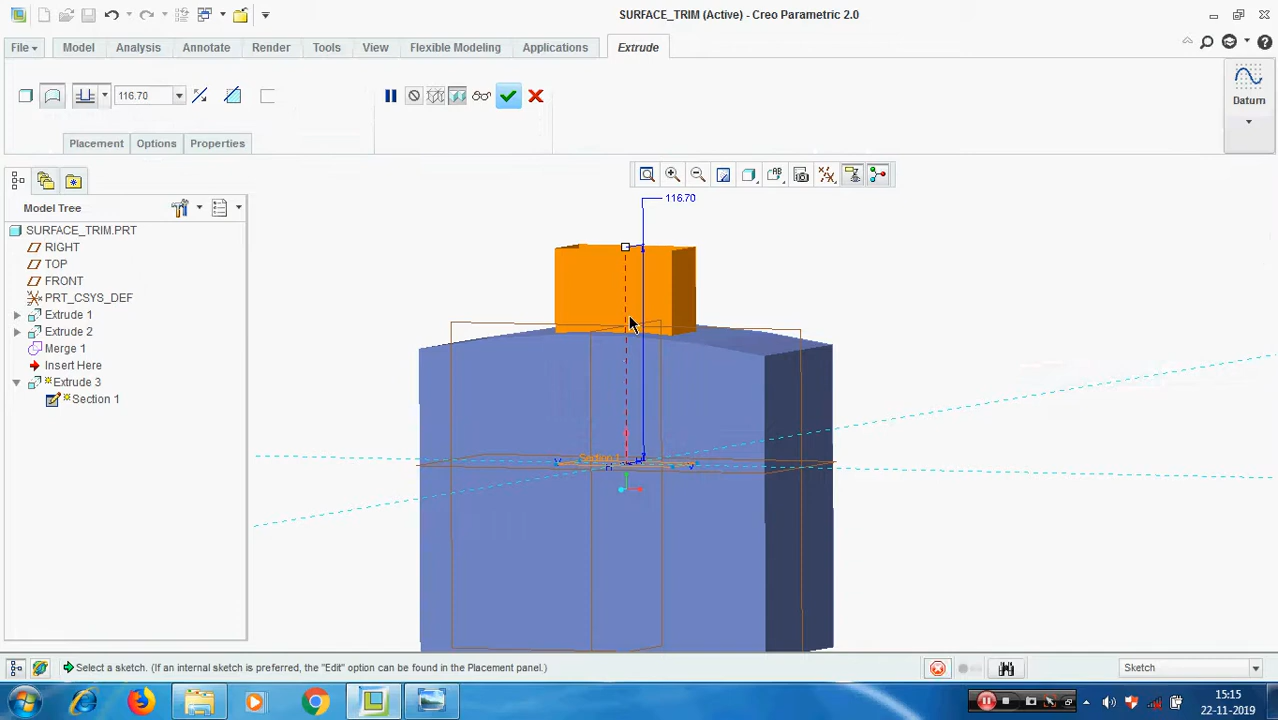 SURFACE_TRIM (Active) - Creo Parametric 2.0
File Model Analysis Annotate Render Tools View Flexible Modeling Applications Extrude
116.70
Datum
Placement Options Properties
Model Tree
SURFACE_TRIM.PRT
RIGHT
TOP
FRONT
PRT_CSYS_DEF
Extrude 1
Extrude 2
Merge 1
Insert Here
Extrude 3
Section 1
116.70
Section 1
Select a sketch. (If an internal sketch is preferred, the "Edit" option can be found in the Placement panel.)
Sketch
15:15
22-11-2019